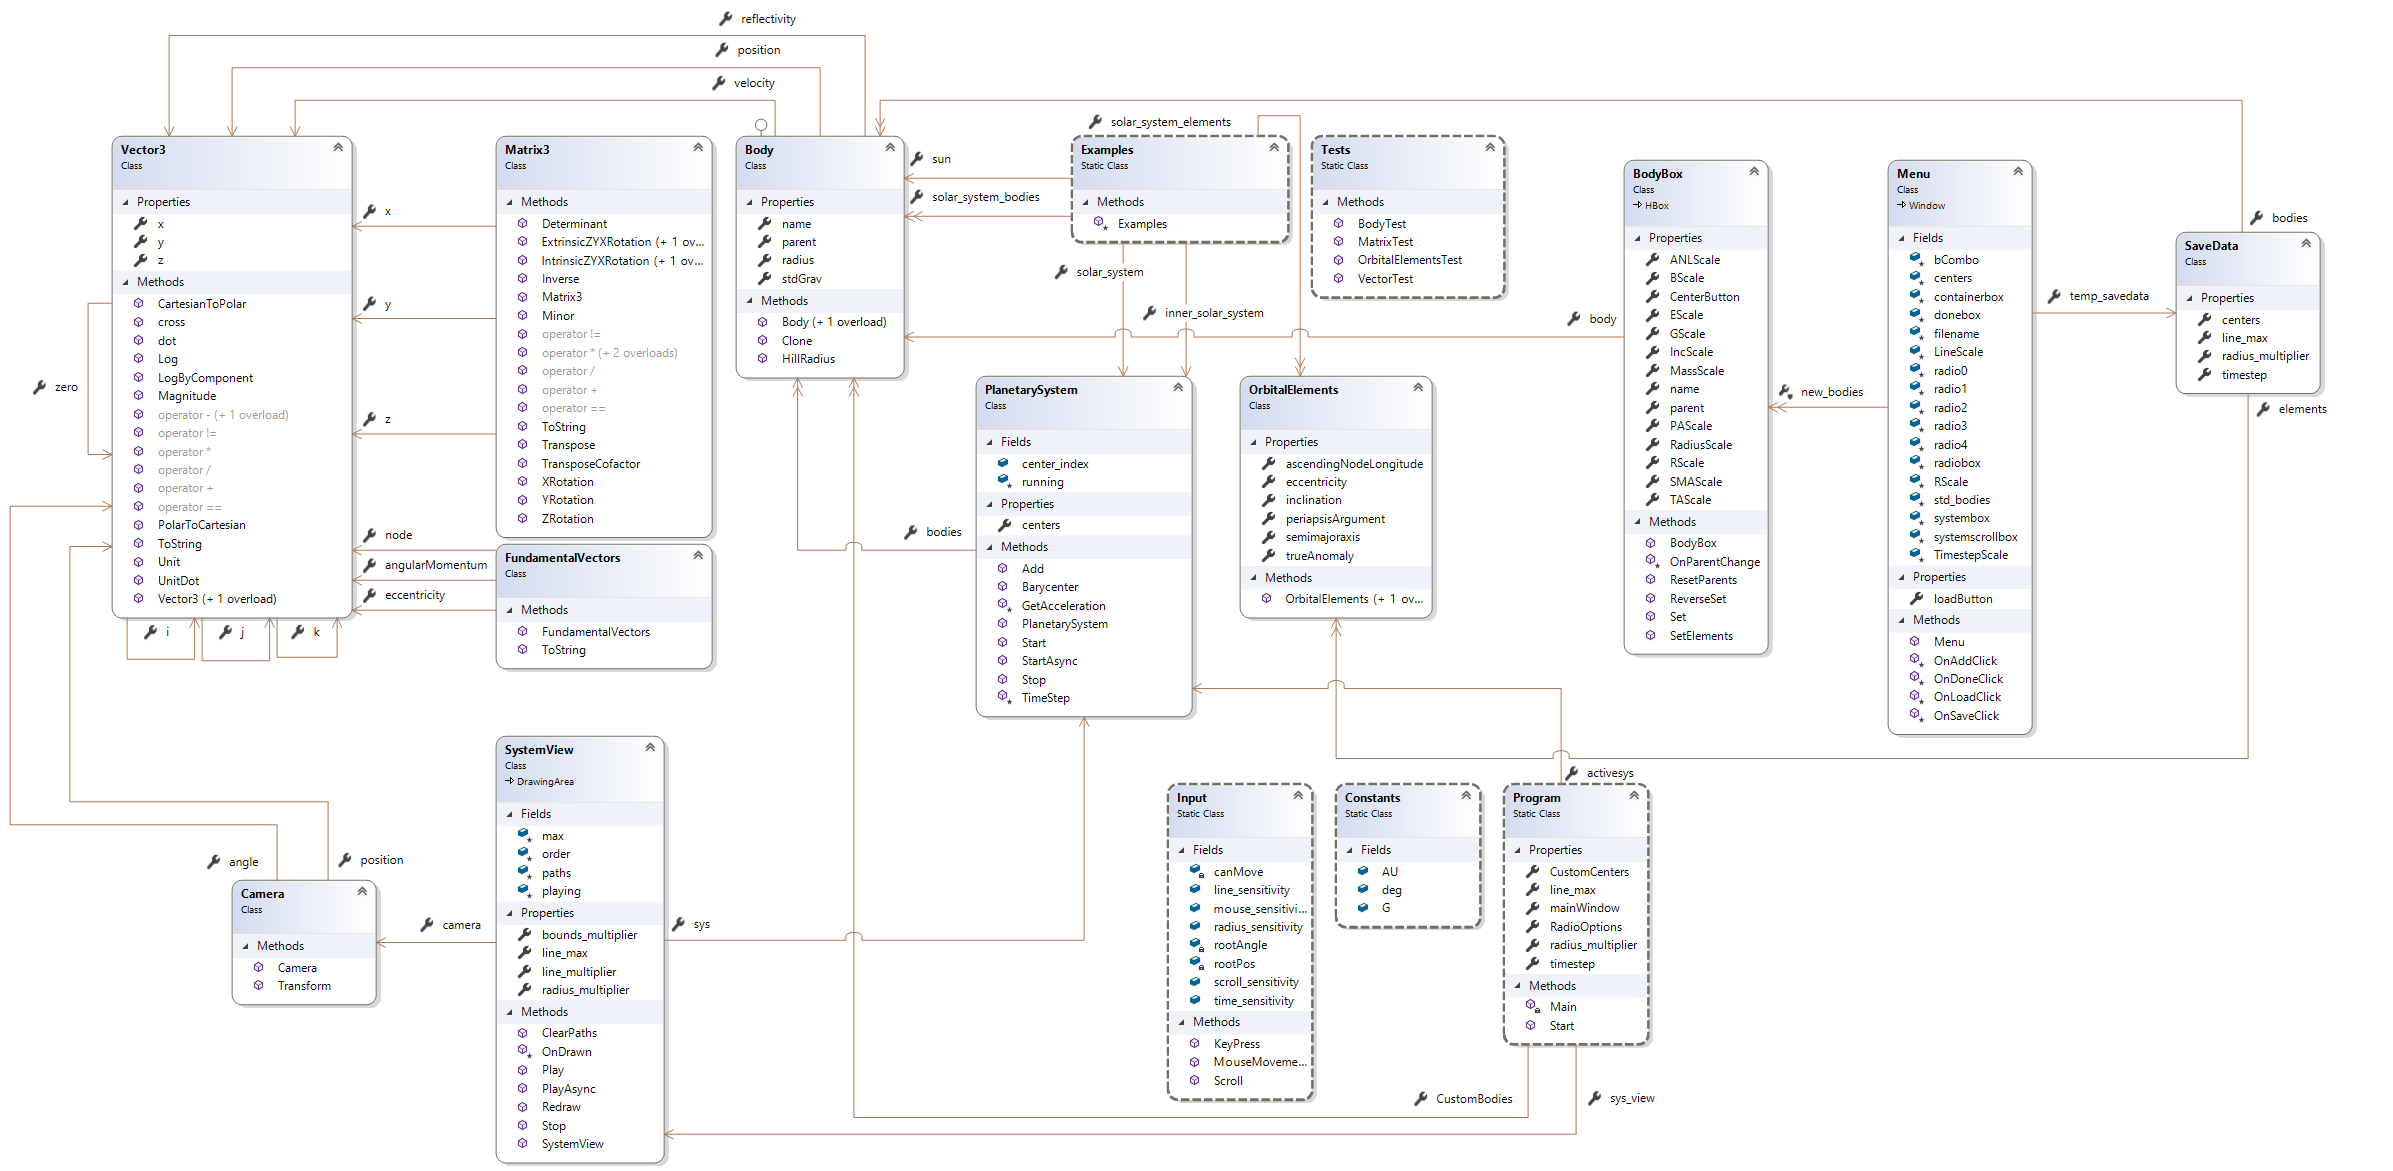 reflectivity
position
velocity
Vector3
Class
Properties
x
y
z
Methods
CartesianToPolar
cross
dot
Log
LogByComponent
Magnitude
operator - (+ 1 overload)
operator !=
operator *
operator /
operator +
operator ==
PolarToCartesian
ToString
Unit
UnitDot
Vector3 (+ 1 overload)
zero
i
j
k
x
y
z
node
angularMomentum
eccentricity
Matrix3
Class
Methods
Determinant
ExtrinsicZYXRotation (+ 1 ov...
IntrinsicZYXRotation (+ 1 ov...
Inverse
Matrix3
Minor
operator !=
operator * (+ 2 overloads)
operator /
operator +
operator ==
ToString
Transpose
TransposeCofactor
XRotation
YRotation
ZRotation
FundamentalVectors
Class
Methods
FundamentalVectors
ToString
Body
Class
Properties
name
parent
radius
stdGrav
Methods
Body (+ 1 overload)
Clone
HillRadius
sun
solar_system_bodies
solar_system_elements
Examples
Static Class
Methods
Examples
solar_system
inner_solar_system
Tests
Static Class
Methods
BodyTest
MatrixTest
OrbitalElementsTest
VectorTest
body
bodies
PlanetarySystem
Class
Fields
center_index
running
Properties
centers
Methods
Add
Barycenter
GetAcceleration
PlanetarySystem
Start
StartAsync
Stop
TimeStep
OrbitalElements
Class
Properties
ascendingNodeLongitude
eccentricity
inclination
periapsisArgument
semimajoraxis
trueAnomaly
Methods
OrbitalElements (+ 1 ov...
BodyBox
Class
HBox
Properties
ANLScale
BScale
CenterButton
EScale
GScale
IncScale
MassScale
name
parent
PAScale
RadiusScale
RScale
SMAScale
TAScale
Methods
BodyBox
OnParentChange
ResetParents
ReverseSet
Set
SetElements
new_bodies
Menu
Class
Window
Fields
bCombo
centers
containerbox
donebox
filename
LineScale
radio0
radio1
radio2
radio3
radio4
radiobox
RScale
std_bodies
systembox
systemscrollbox
TimestepScale
Properties
loadButton
Methods
Menu
OnAddClick
OnDoneClick
OnLoadClick
OnSaveClick
temp_savedata
bodies
SaveData
Class
Properties
centers
line_max
radius_multiplier
timestep
elements
angle
position
Camera
Class
Methods
Camera
Transform
camera
SystemView
Class
DrawingArea
Fields
max
order
paths
playing
Properties
bounds_multiplier
line_max
line_multiplier
radius_multiplier
Methods
ClearPaths
OnDrawn
Play
PlayAsync
Redraw
Stop
SystemView
sys
Input
Static Class
Fields
canMove
line_sensitivity
mouse_sensitivi...
radius_sensitivity
rootAngle
rootPos
scroll_sensitivity
time_sensitivity
Methods
KeyPress
MouseMoveme...
Scroll
Constants
Static Class
Fields
AU
deg
G
activesys
Program
Static Class
Properties
CustomCenters
line_max
mainWindow
RadioOptions
radius_multiplier
timestep
Methods
Main
Start
CustomBodies
sys_view